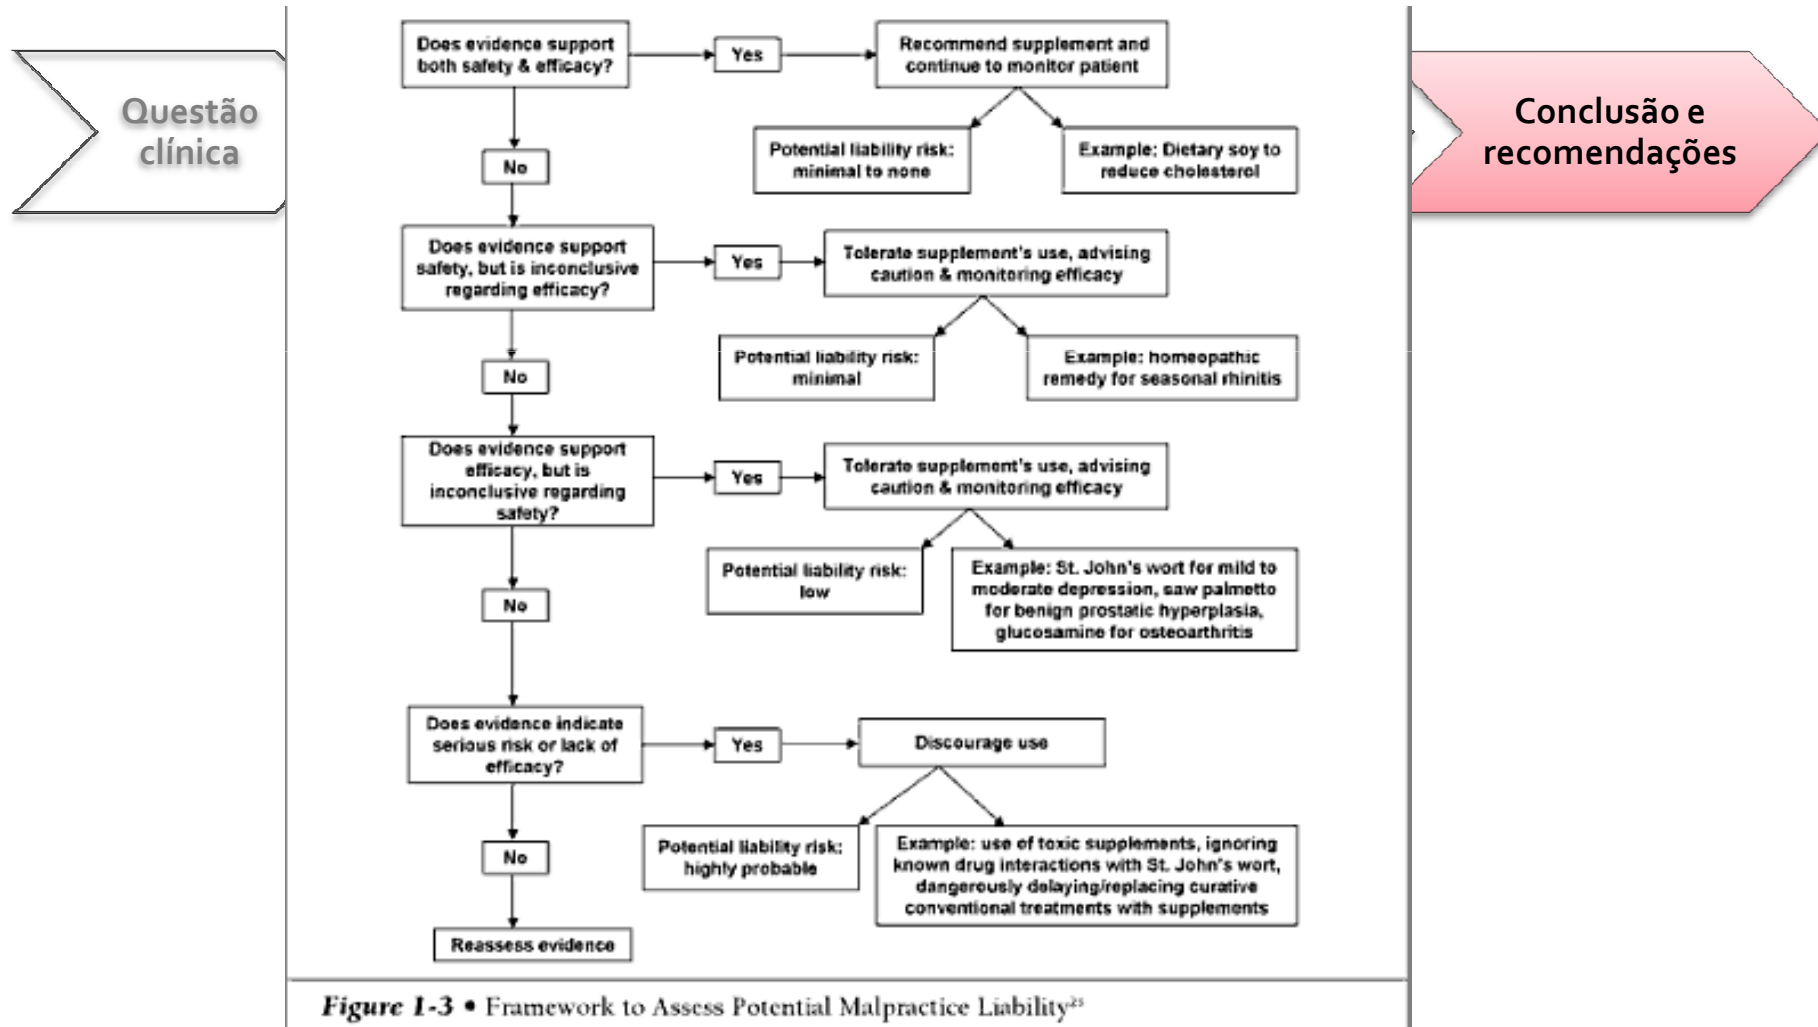 Questão
clínica
Does evidence support
both safety & efficacy?
Yes
Recommend supplement and
continue to monitor patient
Potential liability risk:
minimal to none
Example: Dietary soy to
reduce cholesterol
No
Does evidence support
safety, but is inconclusive
regarding efficacy?
Yes
Tolerate supplement's use, advising
caution & monitoring efficacy
Potential liability risk:
minimal
Example: homeopathic
remedy for seasonal rhinitis
No
Does evidence support
efficacy, but is
inconclusive regarding
safety?
Yes
Tolerate supplement's use, advising
caution & monitoring efficacy
Potential liability risk:
low
Example: St. John's wort for mild to
moderate depression, saw palmetto
for benign prostatic hyperplasia,
glucosamine for osteoarthritis
No
Does evidence indicate
serious risk or lack of
efficacy?
Yes
Discourage use
Potential liability risk:
highly probable
Example: use of toxic supplements, ignoring
known drug interactions with St. John's wort,
dangerously delaying/replacing curative
conventional treatments with supplements
No
Reassess evidence
Figure 1-3 • Framework to Assess Potential Malpractice Liability²⁵
Conclusão e
recomendações